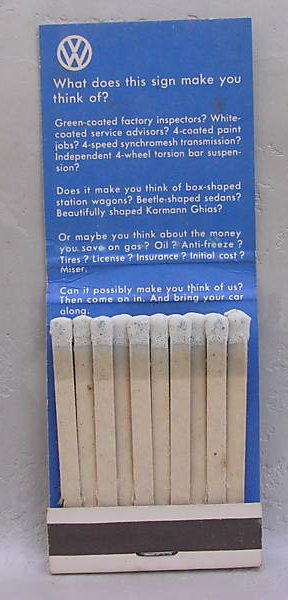 VW
What does this sign make you
think of?
Green-coated factory inspectors? White-
coated service advisors? 4-coated paint
jobs? 4-speed synchromesh transmission?
Independent 4-wheel torsion bar suspen-
sion?
Does it make you think of box-shaped
station wagons? Beetle-shaped sedans?
Beautifully shaped Karmann Ghias?
Or maybe you think about the money
you save on gas? Oil? Anti-freeze?
Tires? License? Insurance? Initial cost?
Miser.
Can it possibly make you think of us?
Then come on in. And bring your car
along.